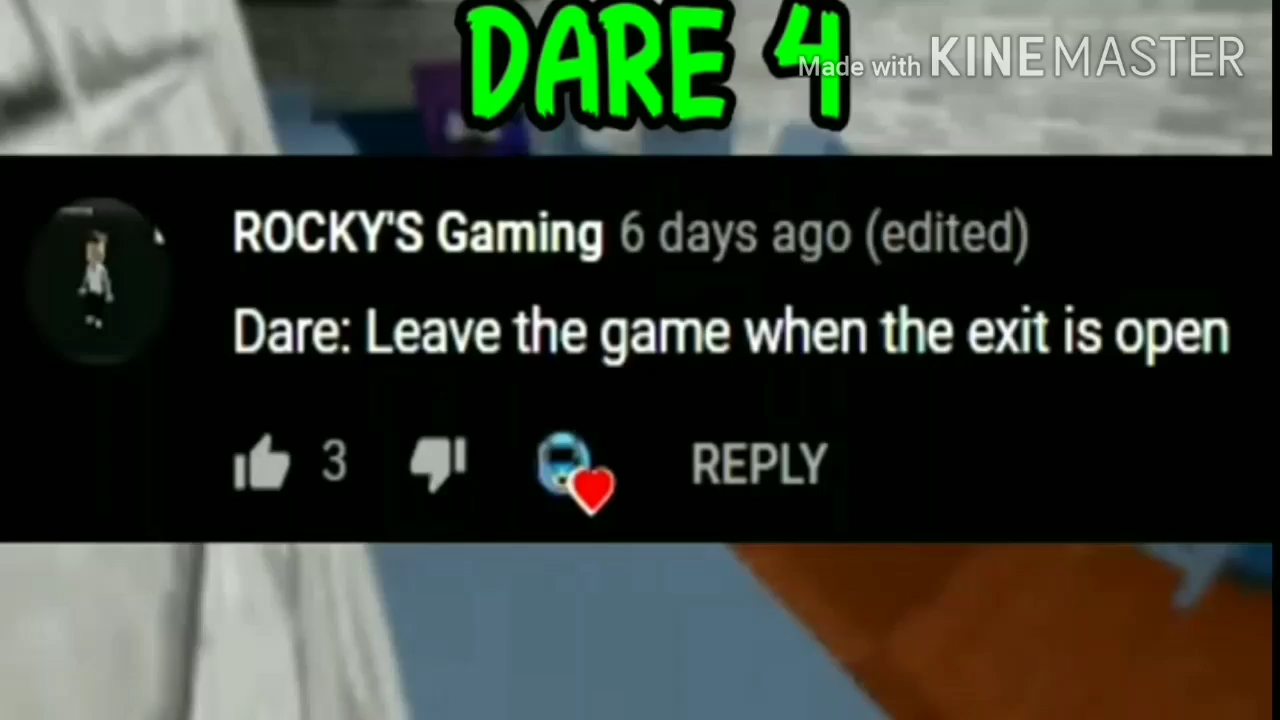 DARE 4
Made with KINEMASTER
ROCKY'S Gaming 6 days ago (edited)
Dare: Leave the game when the exit is open
3
REPLY